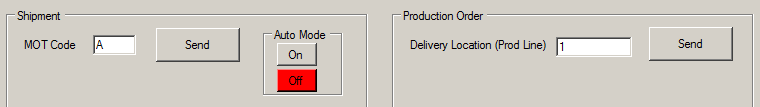 Shipment
MOT Code A Send
Auto Mode
On
Off
Production Order
Delivery Location (Prod Line) 1 Send